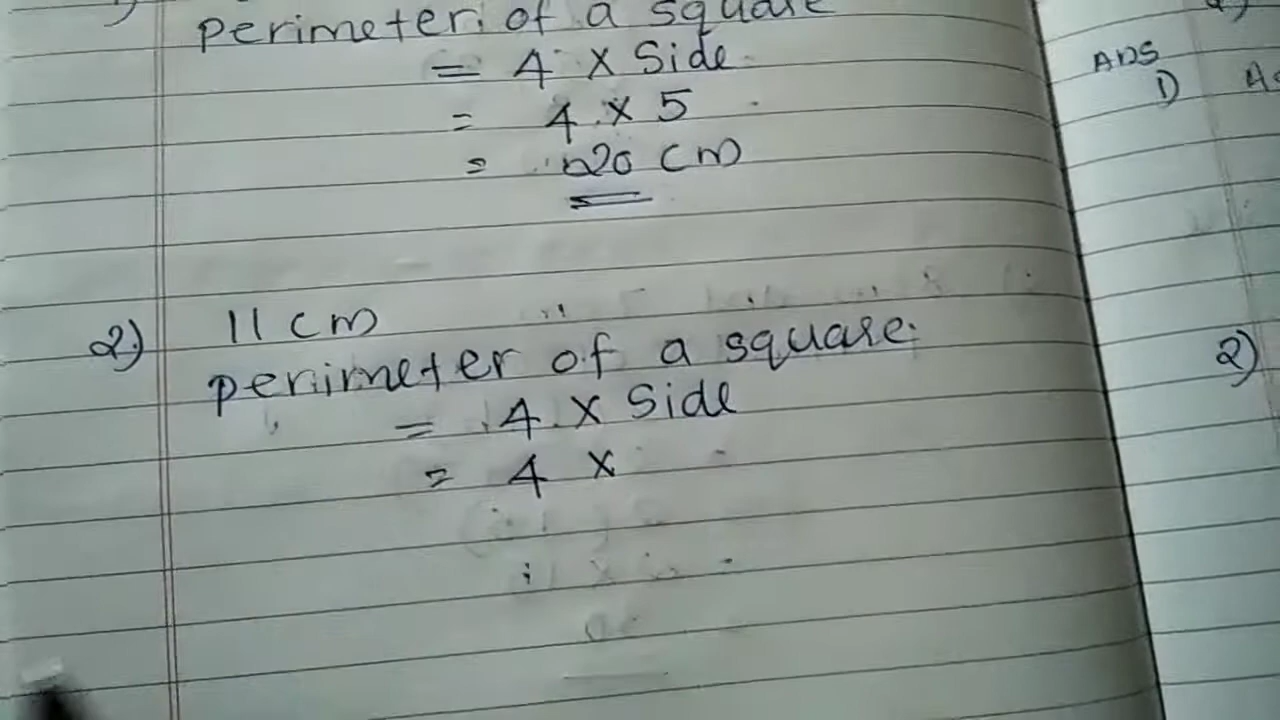 1)
perimeter of a square
= 4 × Side
= 4 × 5
= 20 cm
2) 11 cm
perimeter of a square.
= 4 × Side
= 4 ×
Ans
1)
2)